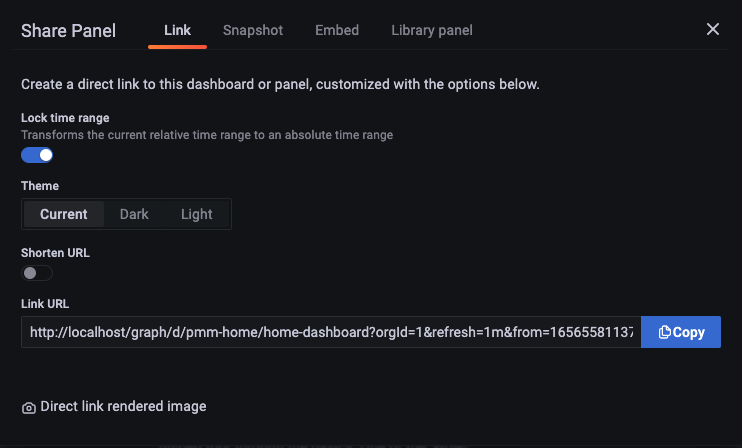 Share Panel Link Snapshot Embed Library panel
Create a direct link to this dashboard or panel, customized with the options below.
Lock time range
Transforms the current relative time range to an absolute time range
Theme
Current Dark Light
Shorten URL
Link URL
http://localhost/graph/d/pmm-home/home-dashboard?orgId=1&refresh=1m&from=16565581137 Copy
Direct link rendered image